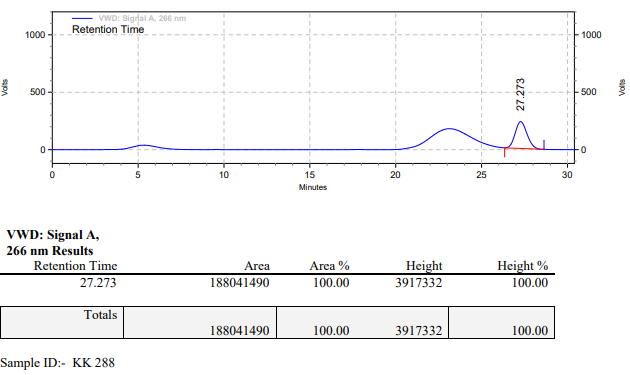 VWD: Signal A, 266 nm
Retention Time
1000
1000
Volts
500
500
Volts
27.273
0
0
0 5 10 15 20 25 30
Minutes
VWD: Signal A,
266 nm Results
Retention Time Area Area % Height Height %
27.273 188041490 100.00 3917332 100.00
Totals
188041490 100.00 3917332 100.00
Sample ID:- KK 288